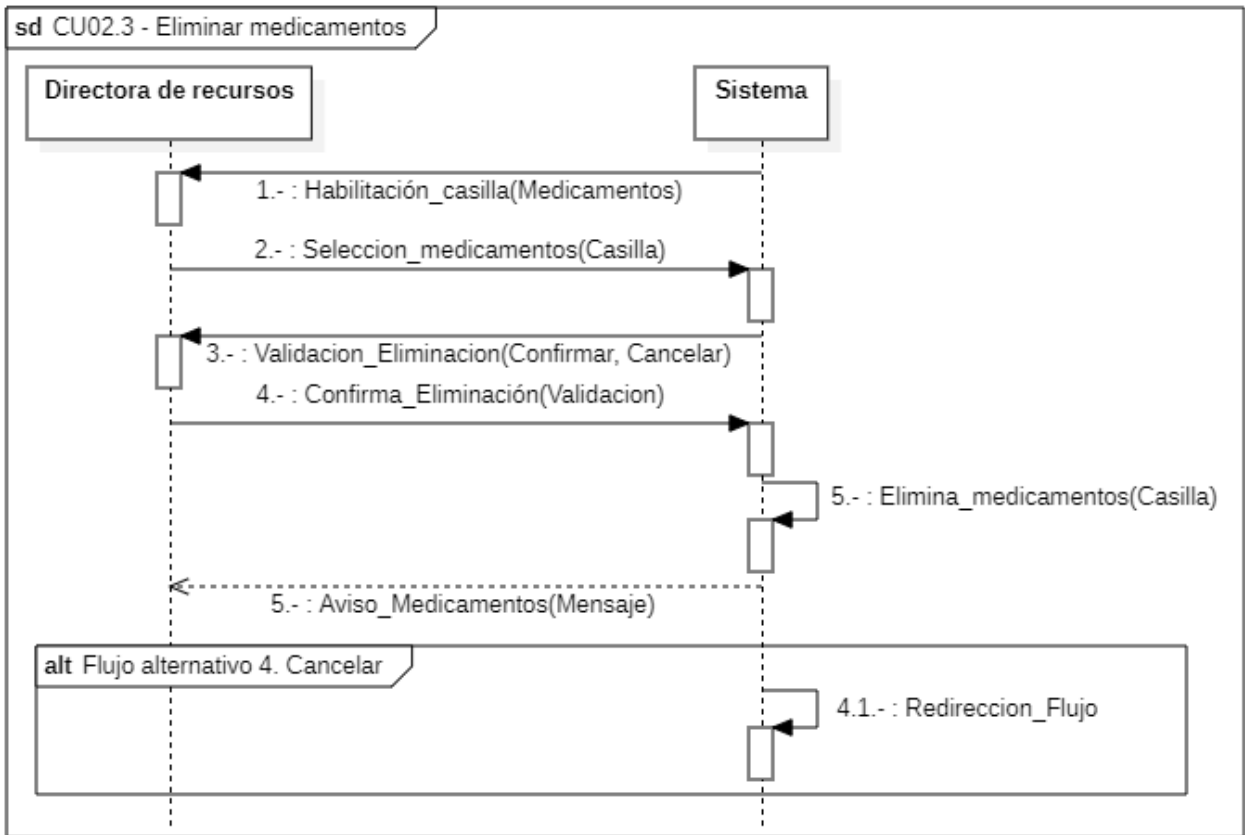 sd CU02.3 - Eliminar medicamentos
Directora de recursos
Sistema
1.- : Habilitación_casilla(Medicamentos)
2.- : Seleccion_medicamentos(Casilla)
3.- : Validacion_Eliminacion(Confirmar, Cancelar)
4.- : Confirma_Eliminación(Validacion)
5.- : Elimina_medicamentos(Casilla)
5.- : Aviso_Medicamentos(Mensaje)
alt Flujo alternativo 4. Cancelar
4.1.- : Redireccion_Flujo